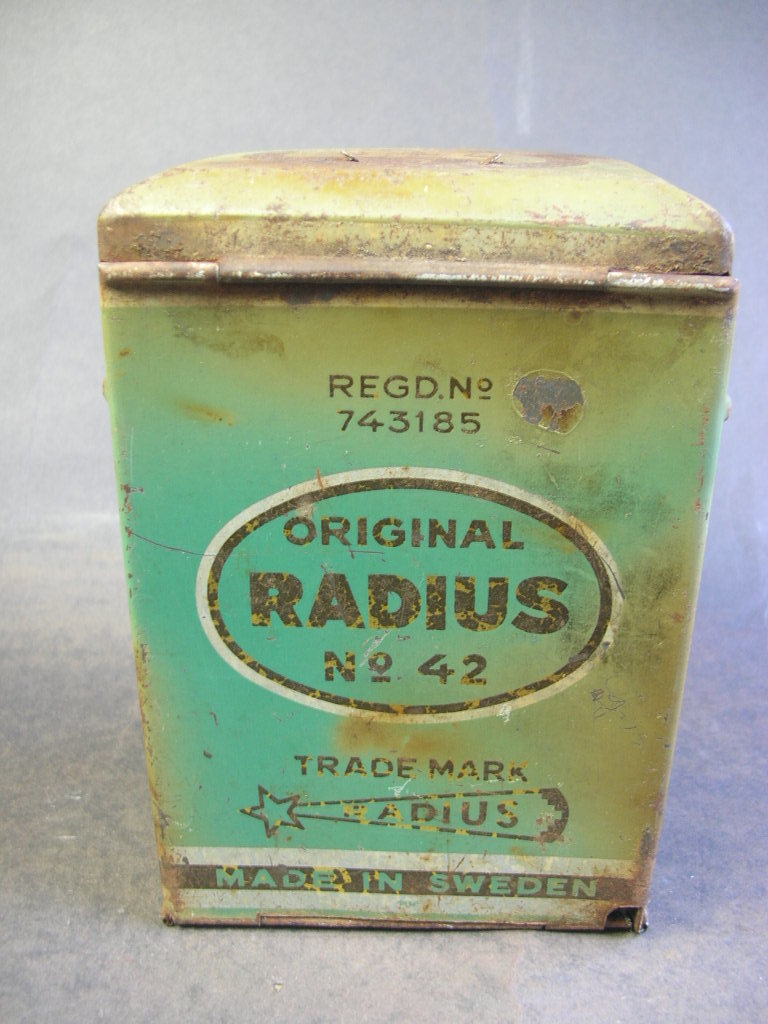 REGD. Nº
743185
ORIGINAL
RADIUS
Nº 42
TRADE MARK
RADIUS
MADE IN SWEDEN